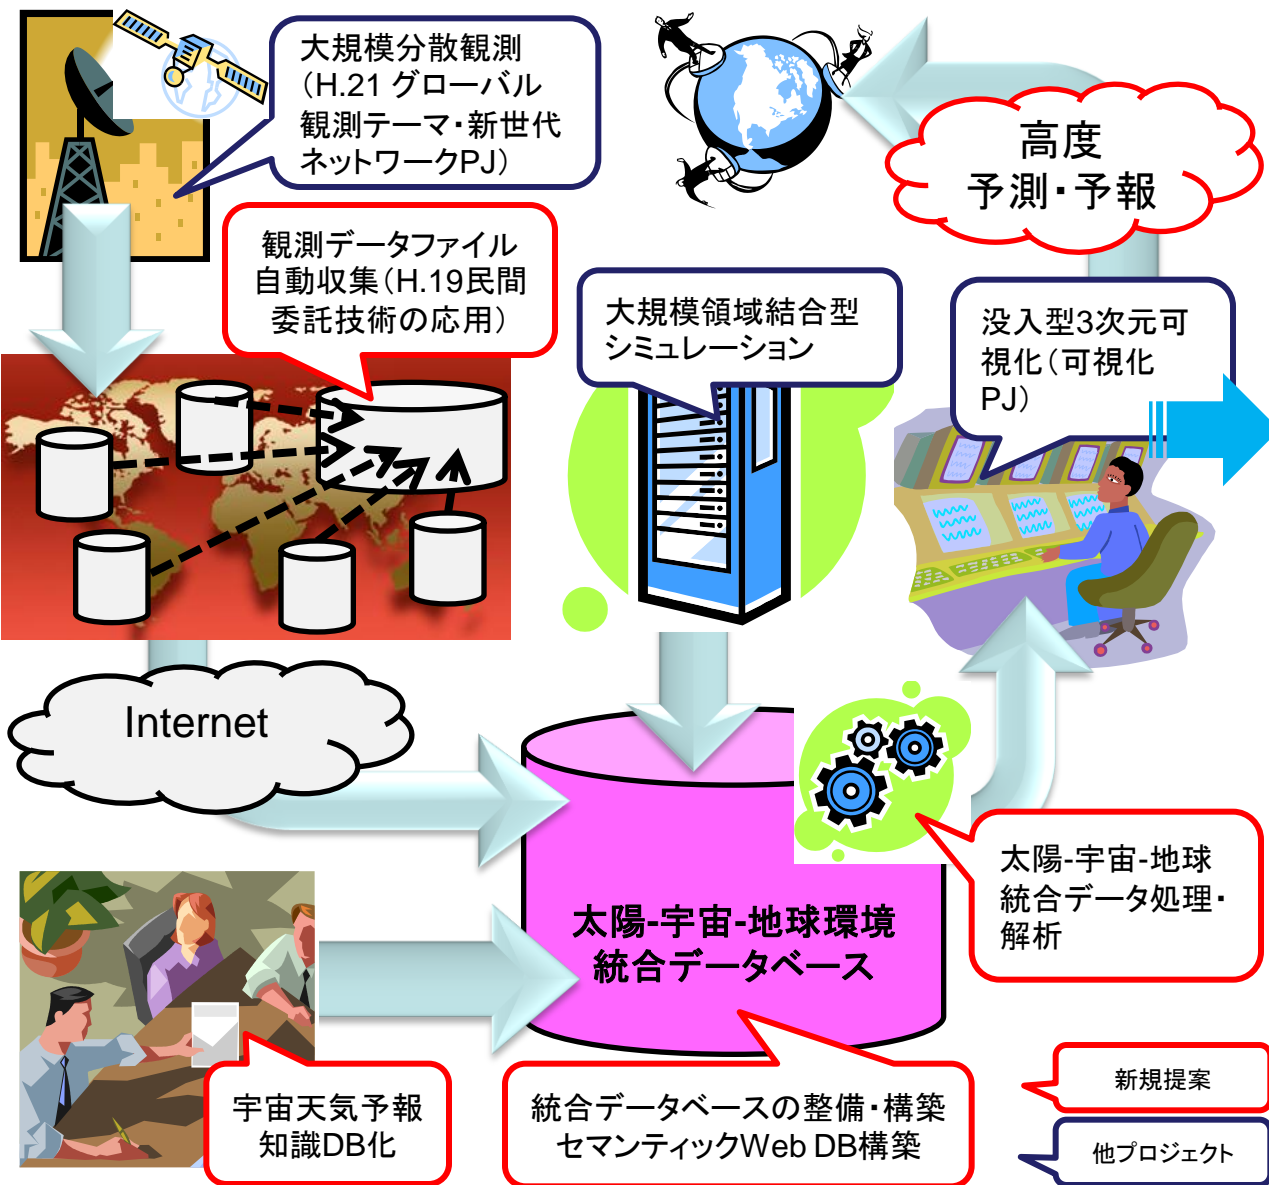 大規模分散観測
(H.21 グローバル
観測テーマ・新世代
ネットワークPJ)
高度
予測・予報
観測データファイル
自動収集(H.19民間
委託技術の応用)
大規模領域結合型
シミュレーション
没入型3次元可
視化(可視化
PJ)
Internet
太陽-宇宙-地球
統合データ処理・
解析
太陽-宇宙-地球環境
統合データベース
宇宙天気予報
知識DB化
統合データベースの整備・構築
セマンティックWeb DB構築
新規提案
他プロジェクト